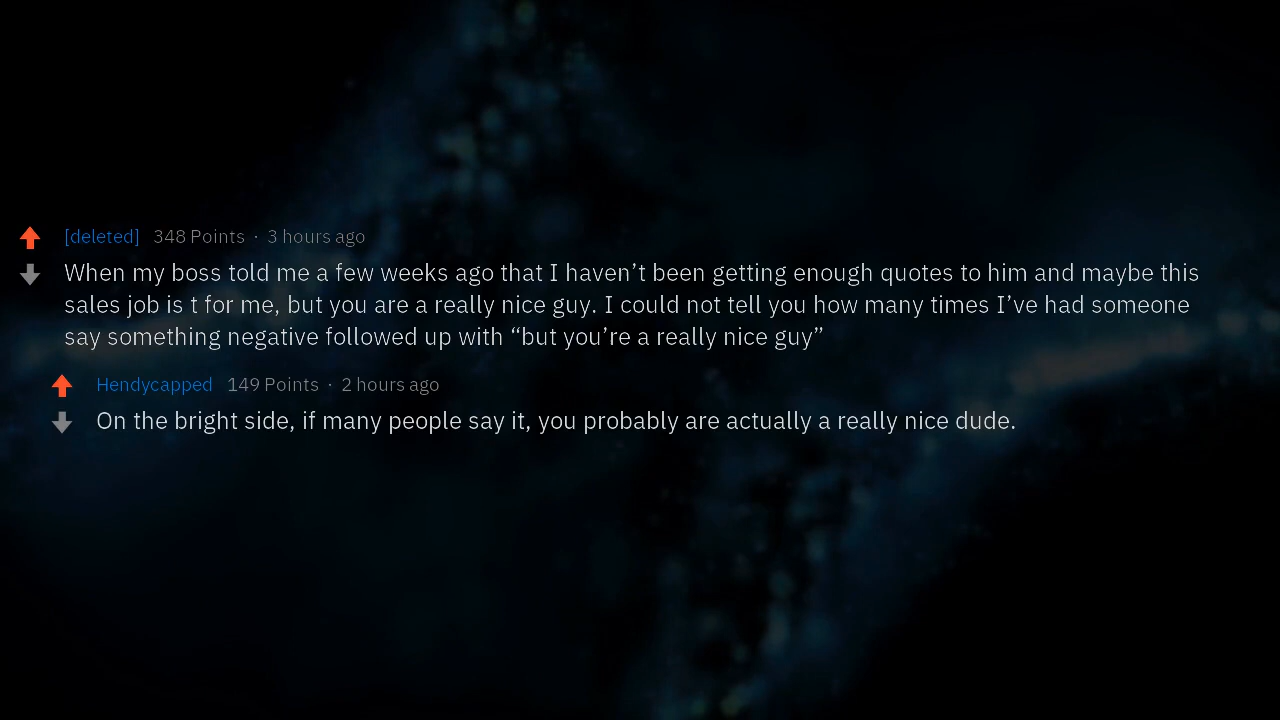 [deleted] 348 Points · 3 hours ago
When my boss told me a few weeks ago that I haven’t been getting enough quotes to him and maybe this
sales job is t for me, but you are a really nice guy. I could not tell you how many times I’ve had someone
say something negative followed up with “but you’re a really nice guy”
Hendycapped 149 Points · 2 hours ago
On the bright side, if many people say it, you probably are actually a really nice dude.